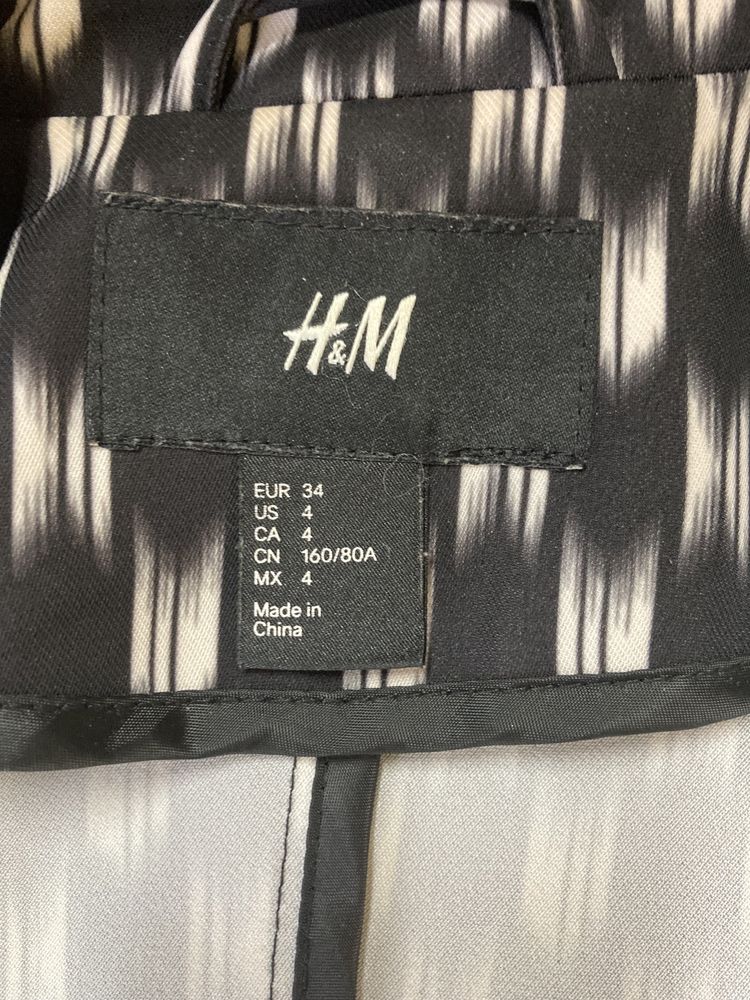 H&M
EUR 34
US 4
CA 4
CN 160/80A
MX 4
Made in
China